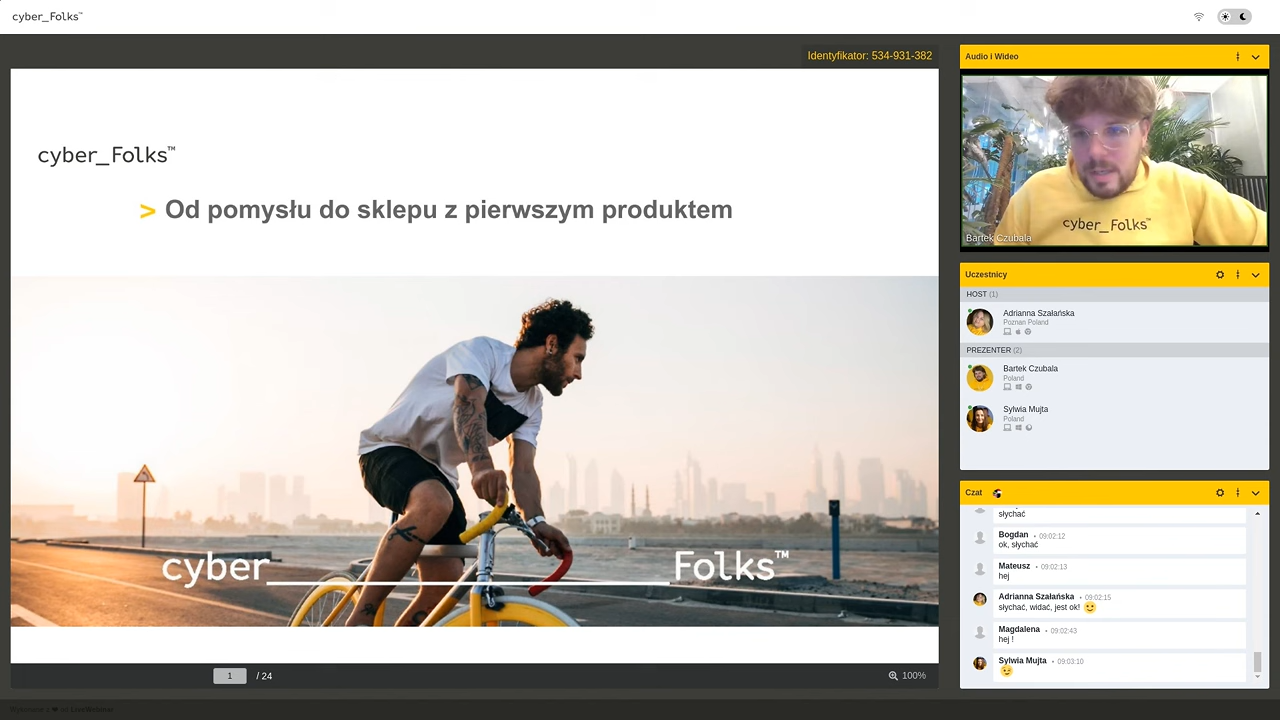 cyber_Folks™
Identyfikator: 534-931-382
cyber_Folks™
> Od pomysłu do sklepu z pierwszym produktem
cyber_Folks™
1 / 24
100%
Audio i Wideo
cyber_Folks™
Bartek Czubala
Uczestnicy
HOST (1)
Adrianna Szałańska
Poznan Poland
PREZENTER (2)
Bartek Czubala
Poland
Sylwia Mujta
Poland
Czat
słychać
Bogdan • 09:02:12
ok, słychać
Mateusz • 09:02:13
hej
Adrianna Szałańska • 09:02:15
słychać, widać, jest ok!
Magdalena • 09:02:43
hej !
Sylwia Mujta • 09:03:10